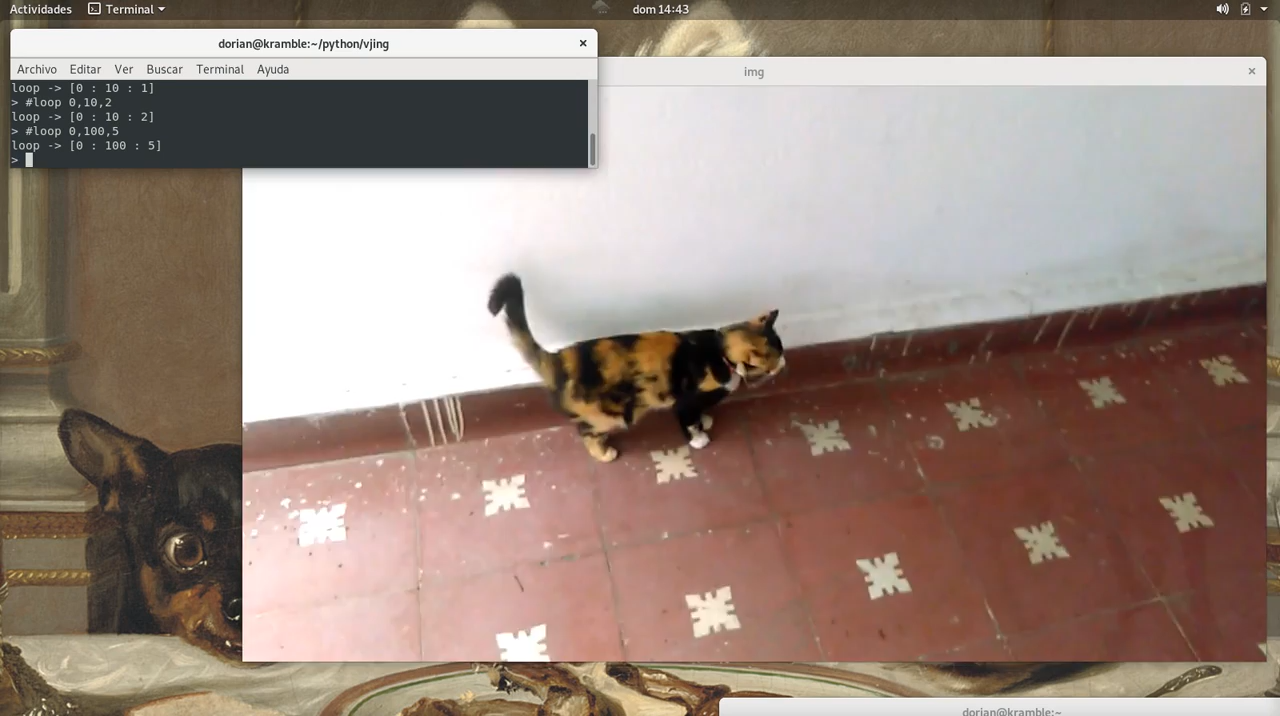 Actividades Terminal dom 14:43
dorian@kramble:~/python/vjing
Archivo Editar Ver Buscar Terminal Ayuda
loop -> [0 : 10 : 1]
> #loop 0,10,2
loop -> [0 : 10 : 2]
> #loop 0,100,5
loop -> [0 : 100 : 5]
>
img
dorian@kramble:~